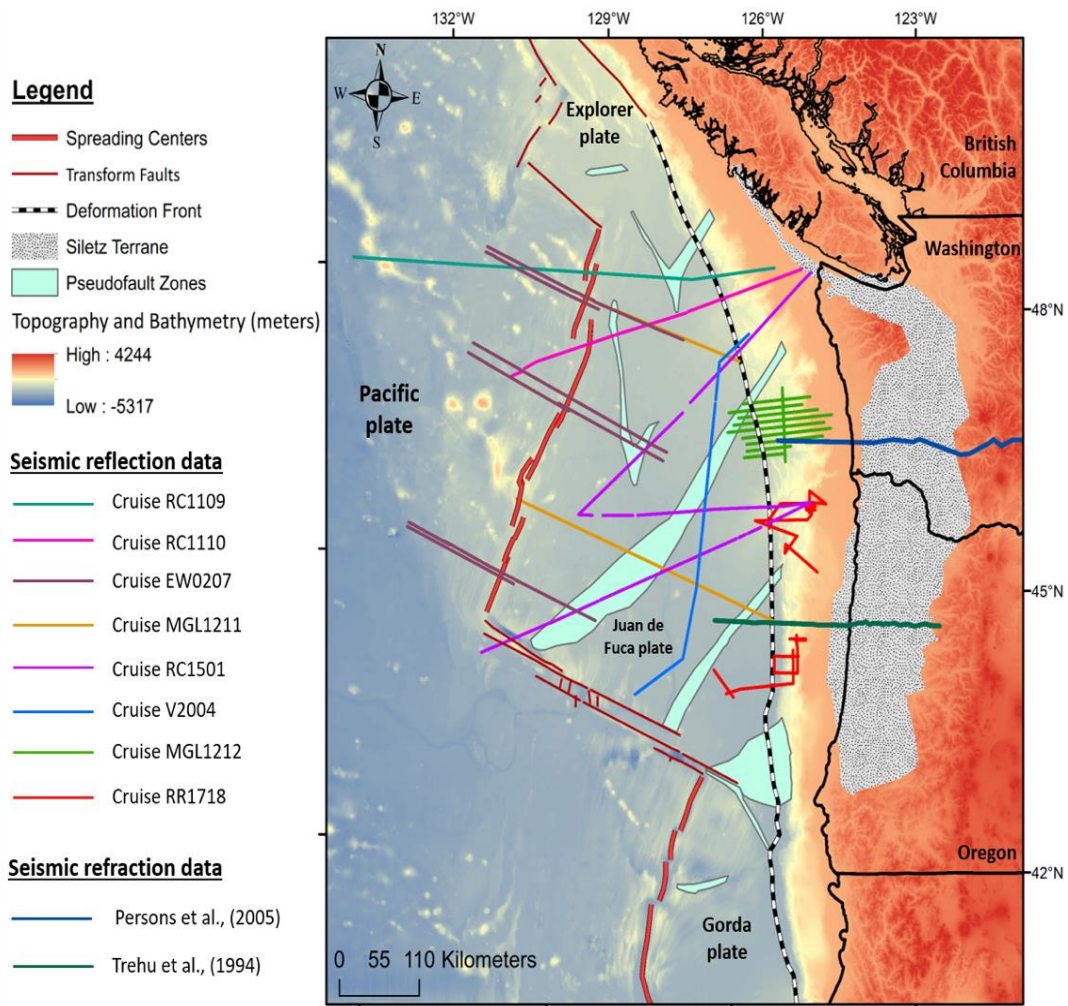 132°W 129°W 126°W 123°W
Legend
Spreading Centers
Transform Faults
Deformation Front
Siletz Terrane
Pseudofault Zones
Topography and Bathymetry (meters)
High : 4244
Low : -5317
Seismic reflection data
Cruise RC1109
Cruise RC1110
Cruise EW0207
Cruise MGL1211
Cruise RC1501
Cruise V2004
Cruise MGL1212
Cruise RR1718
Seismic refraction data
Persons et al., (2005)
Trehu et al., (1994)
N
W E
S
Explorer
plate
British
Columbia
Washington
48°N
Pacific
plate
45°N
Juan de
Fuca plate
Oregon
42°N
Gorda
plate
0 55 110 Kilometers